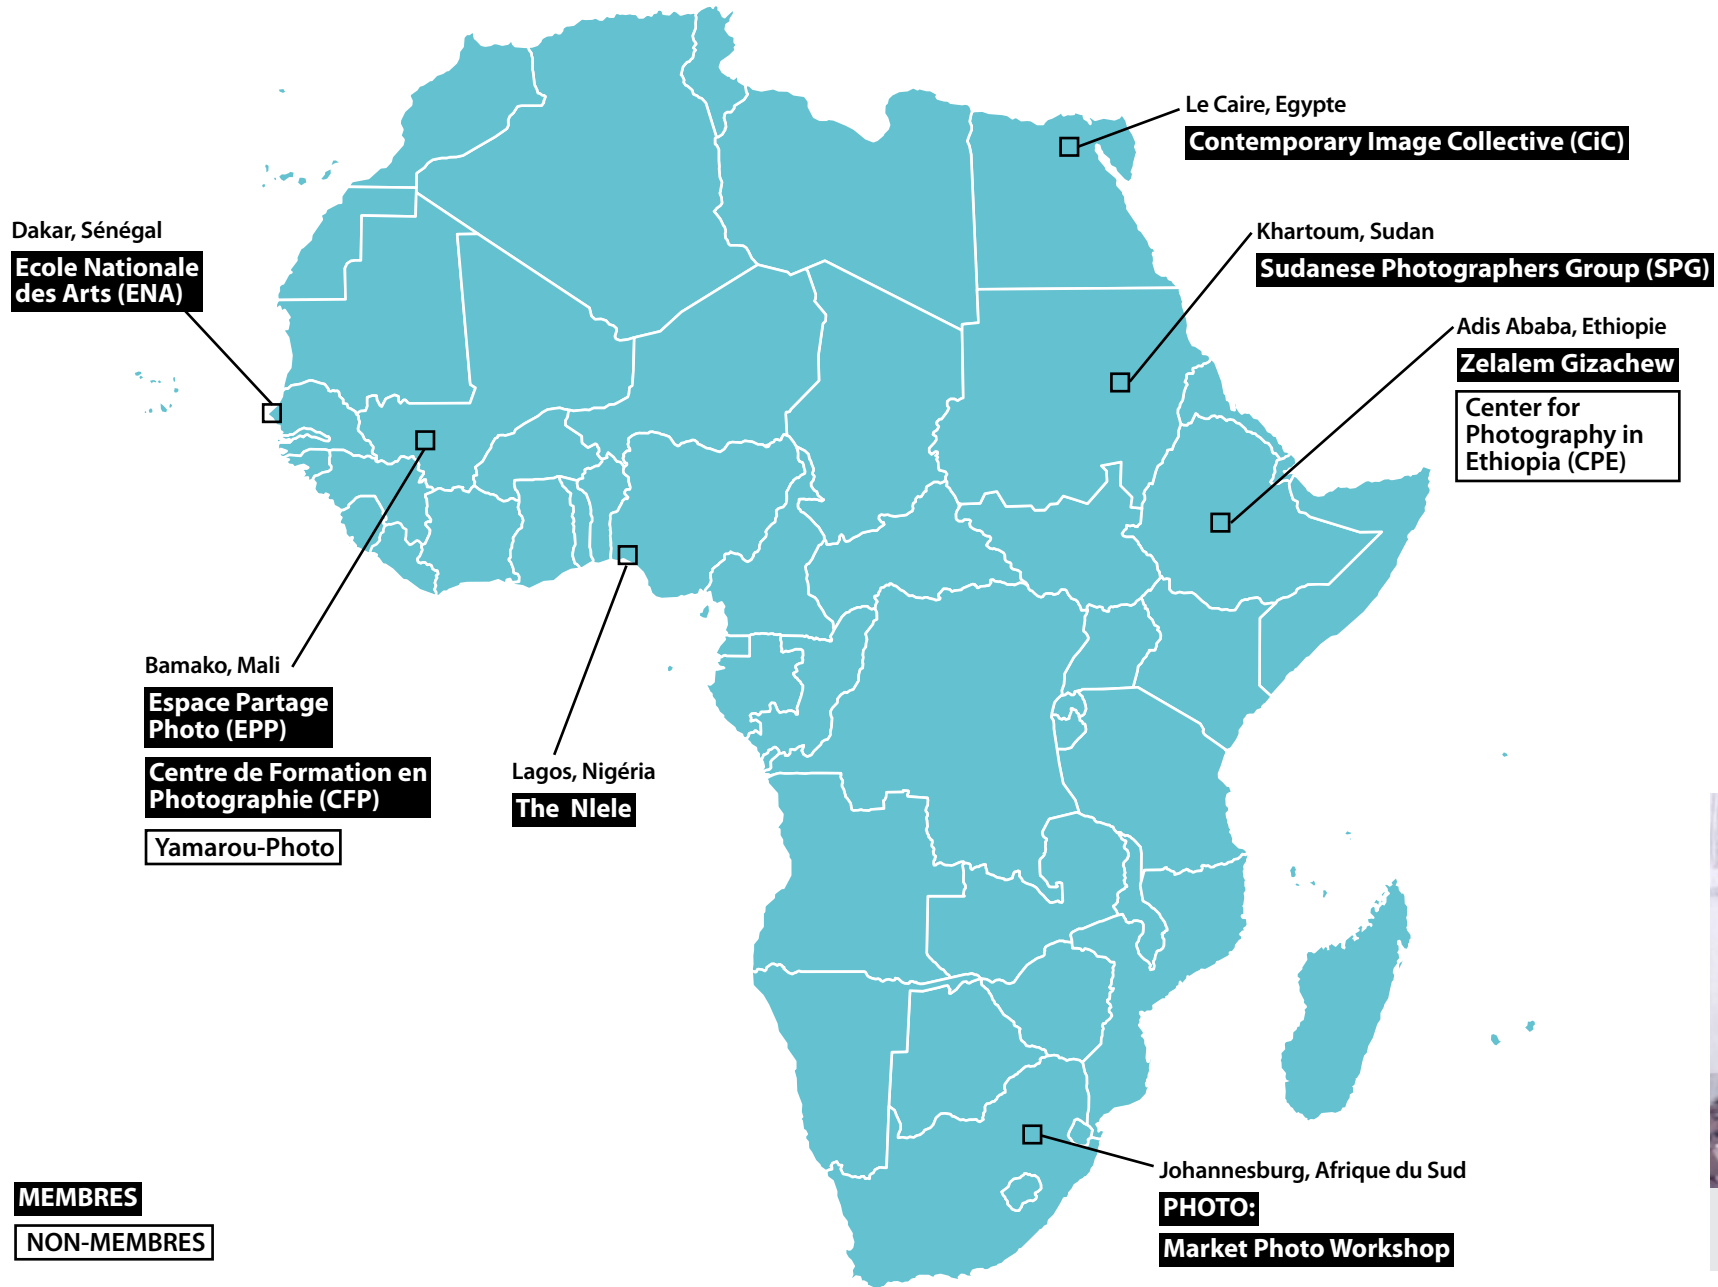 Le Caire, Egypte
Contemporary Image Collective (CiC)
Dakar, Sénégal
Ecole Nationale
des Arts (ENA)
Khartoum, Sudan
Sudanese Photographers Group (SPG)
Adis Ababa, Ethiopie
Zelalem Gizachew
Center for
Photography in
Ethiopia (CPE)
Bamako, Mali
Espace Partage
Photo (EPP)
Centre de Formation en
Photographie (CFP)
Yamarou-Photo
Lagos, Nigéria
The Nlele
Johannesburg, Afrique du Sud
PHOTO:
Market Photo Workshop
MEMBRES
NON-MEMBRES